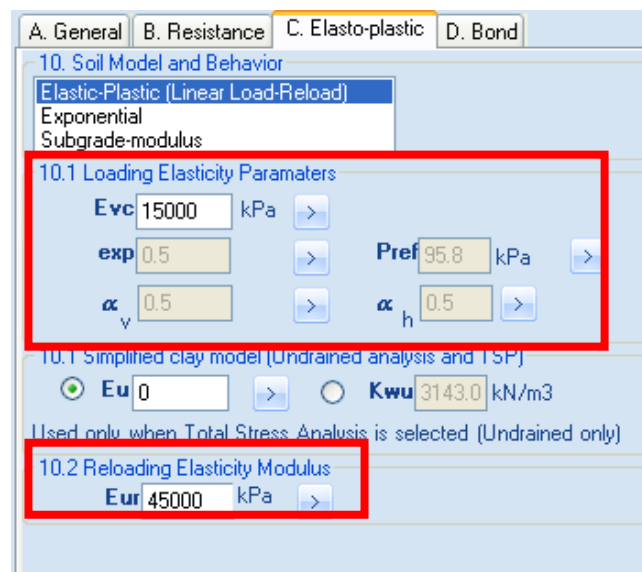 A. General B. Resistance C. Elasto-plastic D. Bond
10. Soil Model and Behavior
Elastic-Plastic (Linear Load-Reload)
Exponential
Subgrade-modulus
10.1 Loading Elasticity Paramaters
Evc 15000 kPa >
exp 0.5 > Pref 95.8 kPa >
αv 0.5 > αh 0.5 >
10.1 Simplified clay model (Undrained analysis and TSP)
Eu 0 > Kwu 3143.0 kN/m3
Used only when Total Stress Analysis is selected (Undrained only)
10.2 Reloading Elasticity Modulus
Eur 45000 kPa >